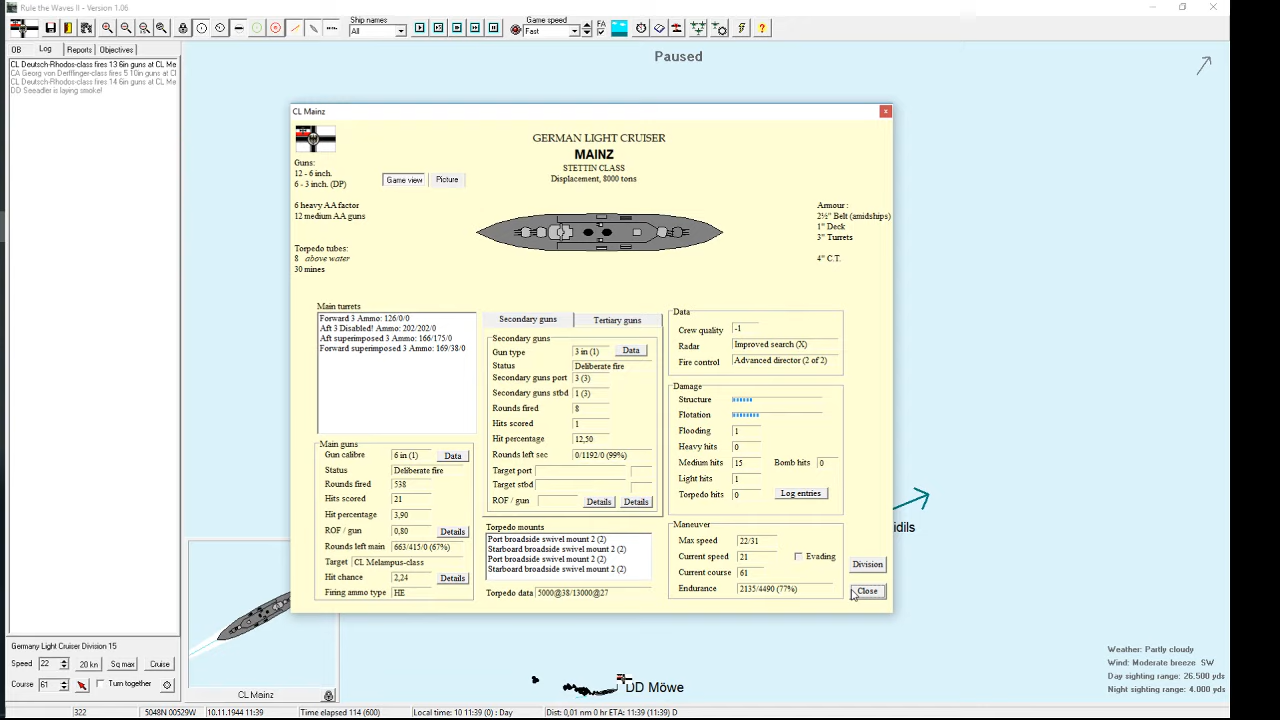 Rule the Waves II - Version 1.06
Ship names
All
Game speed
Fast
FA
OB
Log
Reports
Objectives
CL Deutsch-Rhodos-class fires 13 6in guns at CL Me
CA Georg von Derfflinger-class fires 5 10in guns at Cl
CL Deutsch-Rhodos-class fires 14 6in guns at CL Me
DD Seeadler is laying smoke!
Paused
CL Mainz
GERMAN LIGHT CRUISER
MAINZ
STETTIN CLASS
Displacement, 8000 tons
Guns:
12 - 6 inch.
6 - 3 inch. (DP)
Game view
Picture
6 heavy AA factor
12 medium AA guns
Torpedo tubes:
8 above water
30 mines
Armour :
2½" Belt (amidships)
1" Deck
3" Turrets
4" C.T.
Main turrets
Forward 3 Ammo: 126/0/0
Aft 3 Disabled! Ammo: 202/202/0
Aft superimposed 3 Ammo: 166/175/0
Forward superimposed 3 Ammo: 169/38/0
Main guns
Gun calibre 6 in (1) Data
Status Deliberate fire
Rounds fired 538
Hits scored 21
Hit percentage 3,90
ROF / gun 0,80 Details
Rounds left main 663/415/0 (67%)
Target CL Melampus-class
Hit chance 2,24 Details
Firing ammo type HE
Secondary guns
Tertiary guns
Secondary guns
Gun type 3 in (1) Data
Status Deliberate fire
Secondary guns port 3 (3)
Secondary guns stbd 1 (3)
Rounds fired 8
Hits scored 1
Hit percentage 12,50
Rounds left sec 0/1192/0 (99%)
Target port
Target stbd
ROF / gun Details Details
Torpedo mounts
Port broadside swivel mount 2 (2)
Starboard broadside swivel mount 2 (2)
Port broadside swivel mount 2 (2)
Starboard broadside swivel mount 2 (2)
Torpedo data 5000@38/13000@27
Data
Crew quality -1
Radar Improved search (X)
Fire control Advanced director (2 of 2)
Damage
Structure
Flotation
Flooding 1
Heavy hits 0
Medium hits 15 Bomb hits 0
Light hits 1
Torpedo hits 0 Log entries
Maneuver
Max speed 22/31
Current speed 21 Evading
Current course 61
Endurance 2135/4490 (77%)
Division
Close
idils
DD Möwe
Germany Light Cruiser Division 15
Speed 22 20 kn Sq max Cruise
Course 61 Turn together
CL Mainz
Weather: Partly cloudy
Wind: Moderate breeze SW
Day sighting range: 26.500 yds
Night sighting range: 4.000 yds
322
5048N 00529W
10.11.1944 11:39
Time elapsed 114 (600)
Local time: 10 11:39 (0) : Day
Dist: 0,01 nm 0 hr ETA: 11:39 (11:39) D